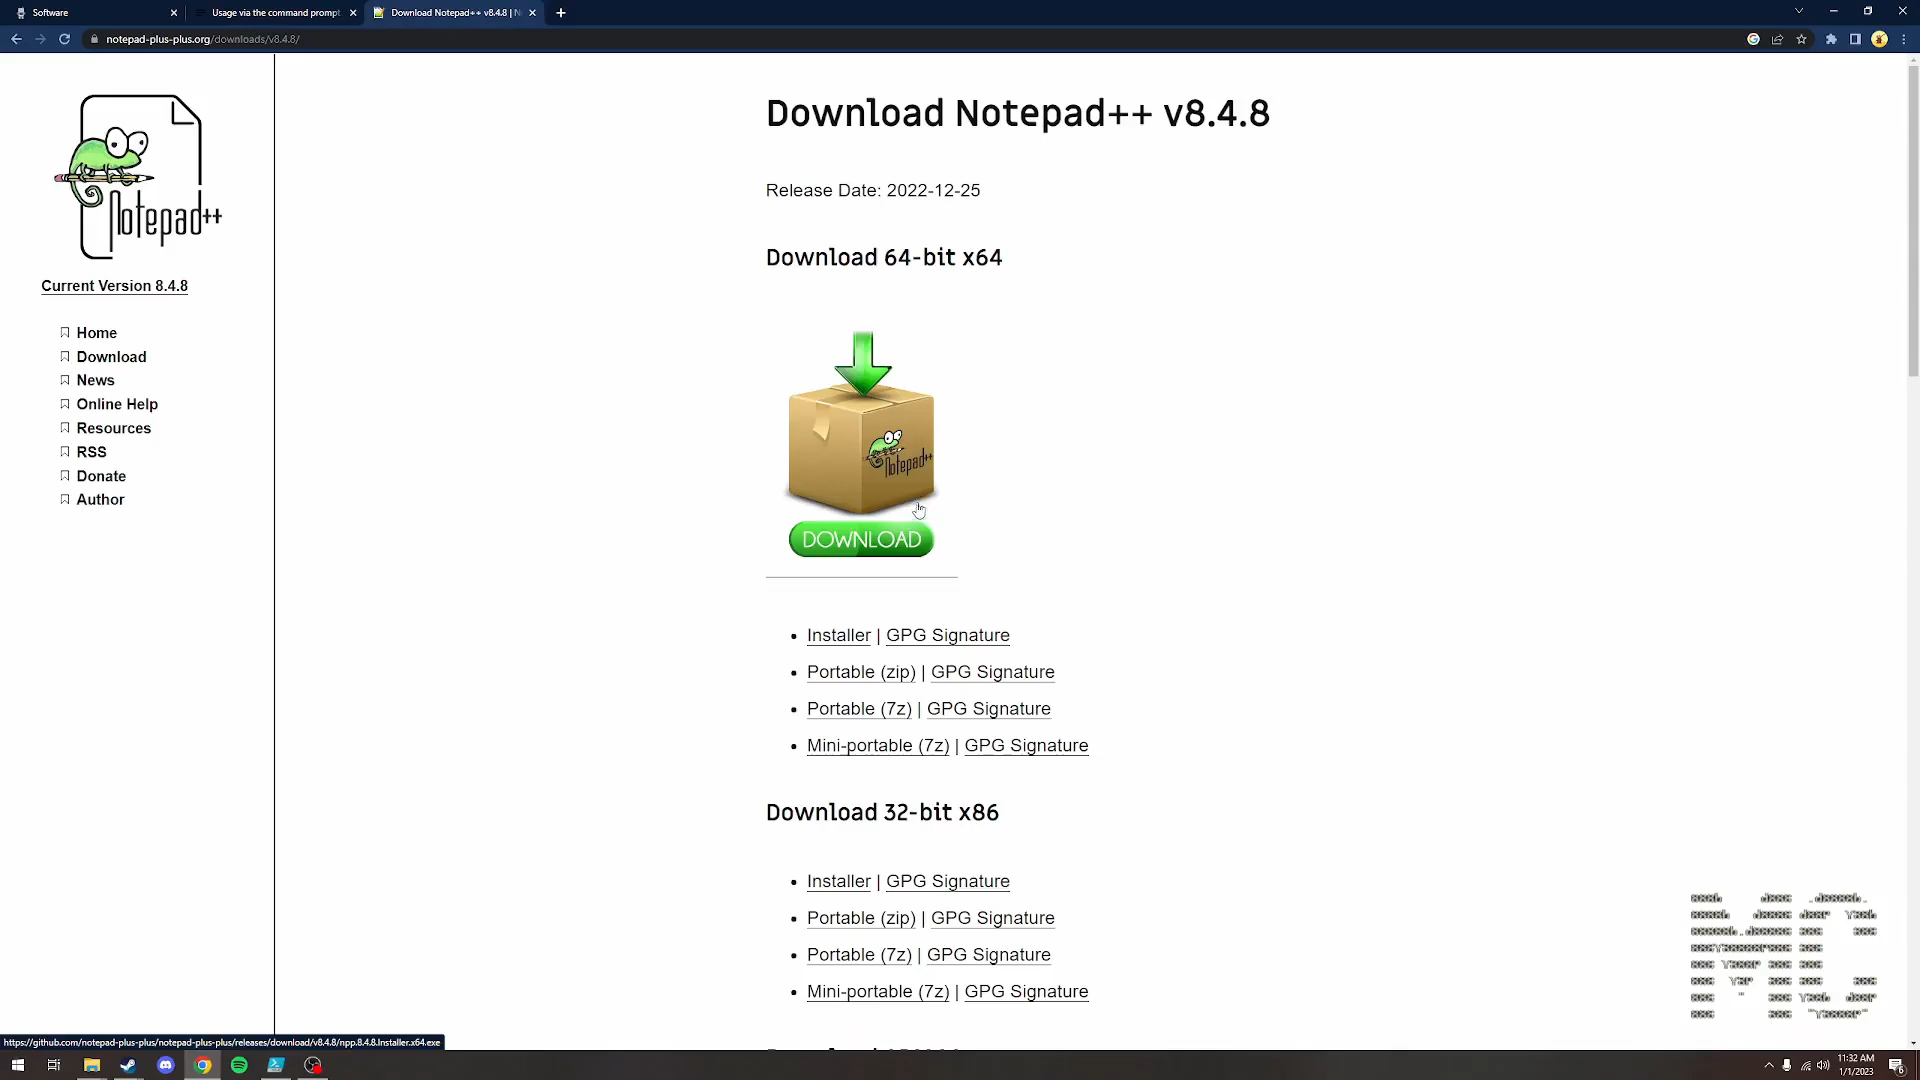 Software
Usage via the command prompt
Download Notepad++ v8.4.8 | N
notepad-plus-plus.org/downloads/v8.4.8/
Notepad++
Current Version 8.4.8
Home
Download
News
Online Help
Resources
RSS
Donate
Author
Download Notepad++ v8.4.8
Release Date: 2022-12-25
Download 64-bit x64
Notepad++
DOWNLOAD
Installer | GPG Signature
Portable (zip) | GPG Signature
Portable (7z) | GPG Signature
Mini-portable (7z) | GPG Signature
Download 32-bit x86
Installer | GPG Signature
Portable (zip) | GPG Signature
Portable (7z) | GPG Signature
Mini-portable (7z) | GPG Signature
MC
https://github.com/notepad-plus-plus/notepad-plus-plus/releases/download/v8.4.8/npp.8.4.8.Installer.x64.exe
11:32 AM
1/1/2023
6